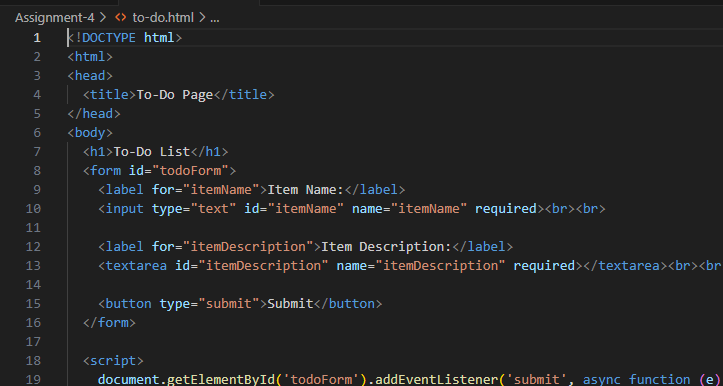 Assignment-4 > <> to-do.html > ...
1 <!DOCTYPE html>
2 <html>
3 <head>
4 <title>To-Do Page</title>
5 </head>
6 <body>
7 <h1>To-Do List</h1>
8 <form id="todoForm">
9 <label for="itemName">Item Name:</label>
10 <input type="text" id="itemName" name="itemName" required><br><br>
11
12 <label for="itemDescription">Item Description:</label>
13 <textarea id="itemDescription" name="itemDescription" required></textarea><br><br
14
15 <button type="submit">Submit</button>
16 </form>
17
18 <script>
19 document.getElementById('todoForm').addEventListener('submit', async function (e)